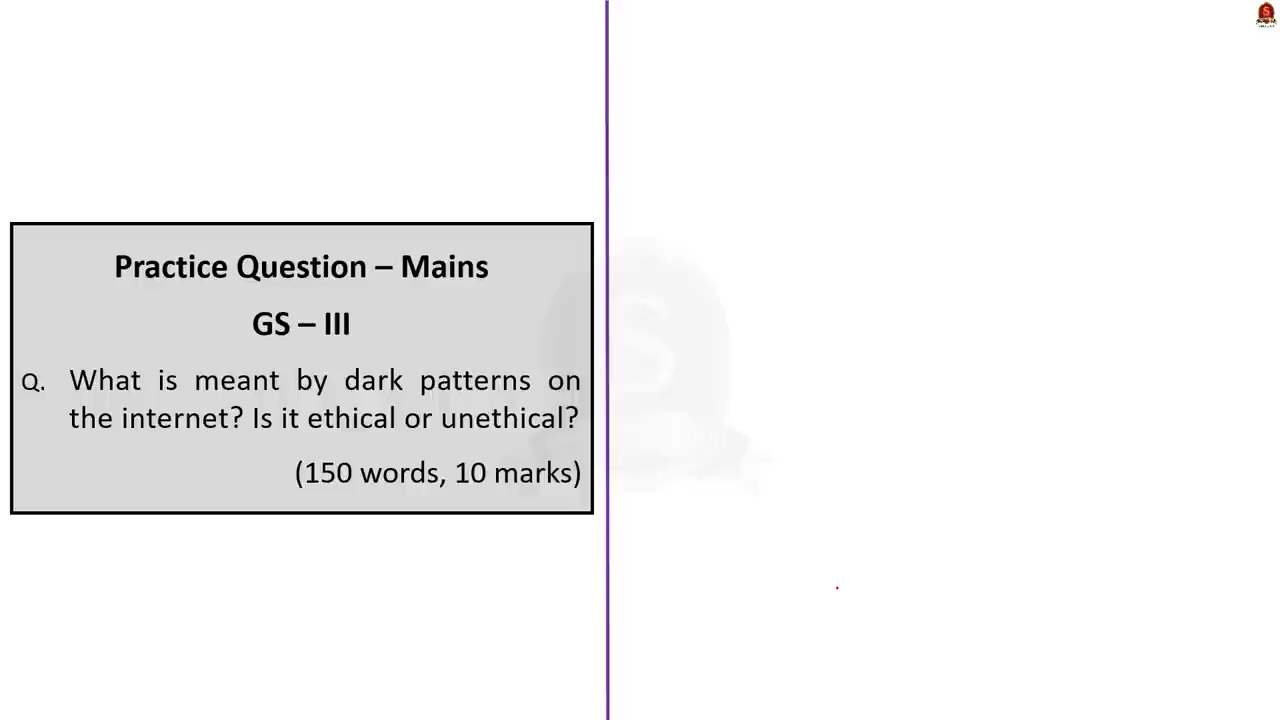 Practice Question – Mains
GS – III
Q. What is meant by dark patterns on
the internet? Is it ethical or unethical?
(150 words, 10 marks)
S